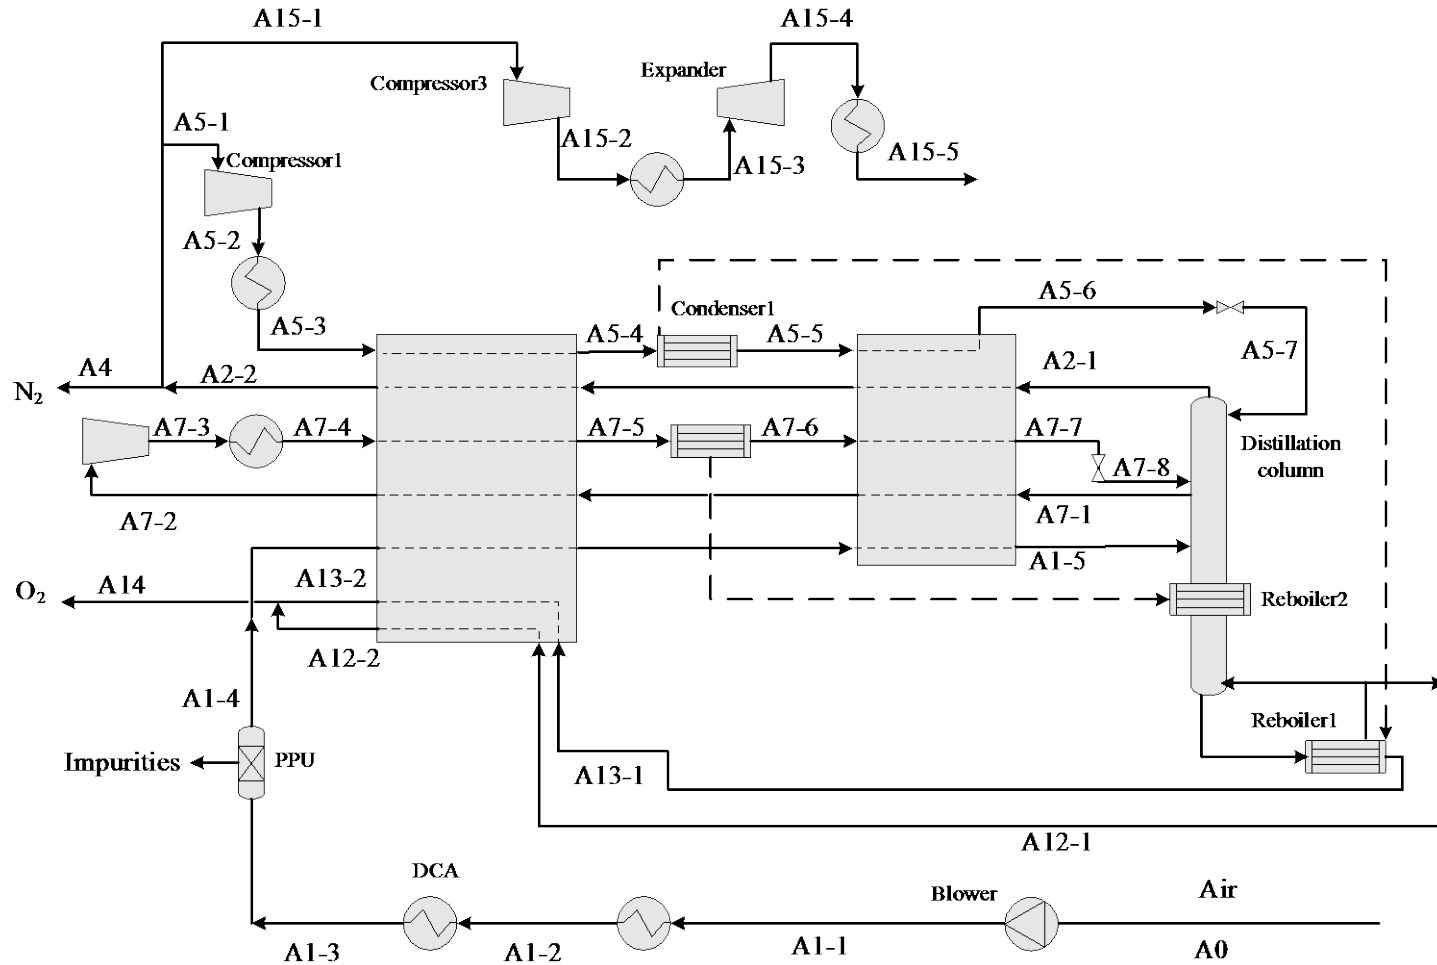 A15-1
A15-4
Compressor3
Expander
A5-1
A15-2
A15-3
A15-5
Compressor1
A5-2
A5-3
Condenser1
A5-4
A5-5
A5-6
A5-7
A4
A2-2
A2-1
N2
A7-3
A7-4
A7-5
A7-6
A7-7
A7-8
Distillation
column
A7-2
A7-1
A1-5
A13-2
A14
O2
Reboiler2
A12-2
A1-4
Reboiler1
Impurities
PPU
A13-1
A12-1
DCA
Blower
Air
A1-3
A1-2
A1-1
A0